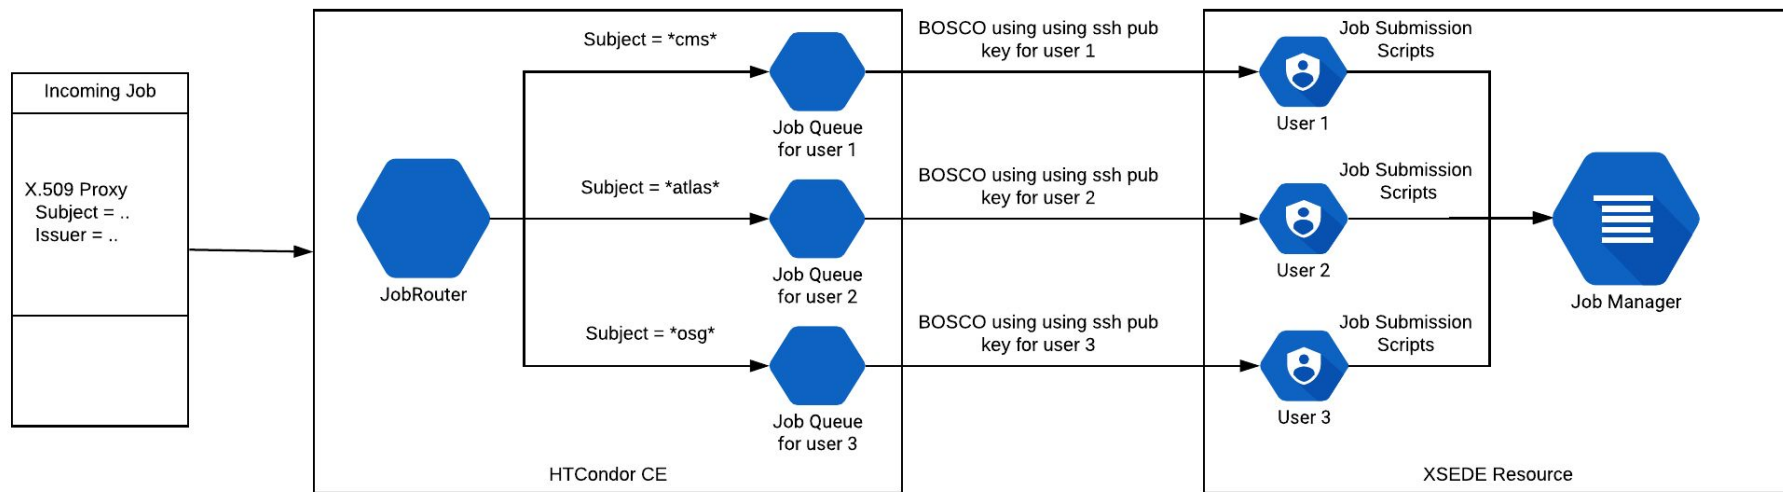 Incoming Job
X.509 Proxy
Subject = ..
Issuer = ..
JobRouter
Subject = *cms*
Job Queue
for user 1
Subject = *atlas*
Job Queue
for user 2
Subject = *osg*
Job Queue
for user 3
HTCondor CE
BOSCO using using ssh pub
key for user 1
BOSCO using using ssh pub
key for user 2
BOSCO using using ssh pub
key for user 3
User 1
Job Submission
Scripts
User 2
Job Submission
Scripts
User 3
Job Submission
Scripts
Job Manager
XSEDE Resource